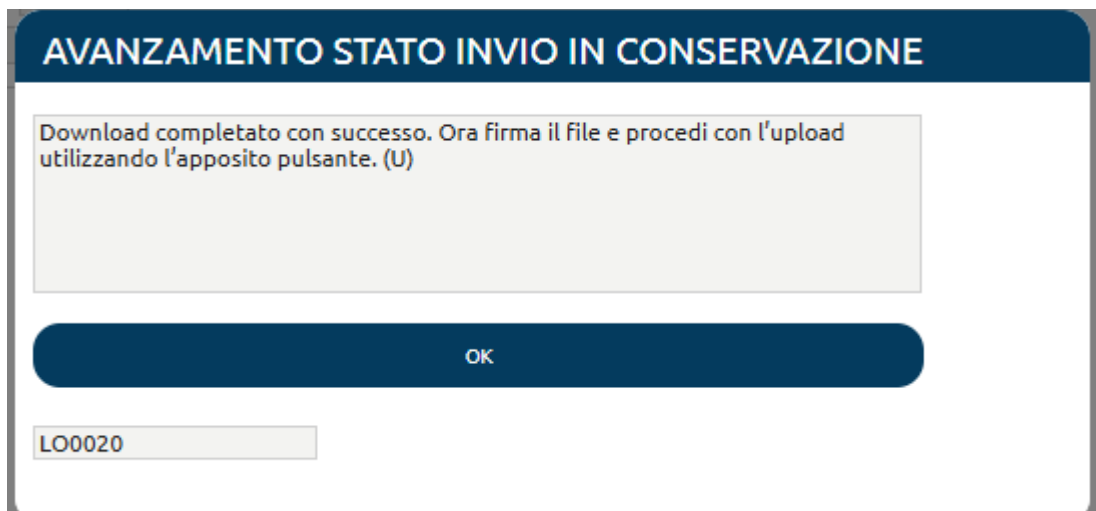 AVANZAMENTO STATO INVIO IN CONSERVAZIONE
Download completato con successo. Ora firma il file e procedi con l'upload
utilizzando l'apposito pulsante. (U)
OK
LO0020